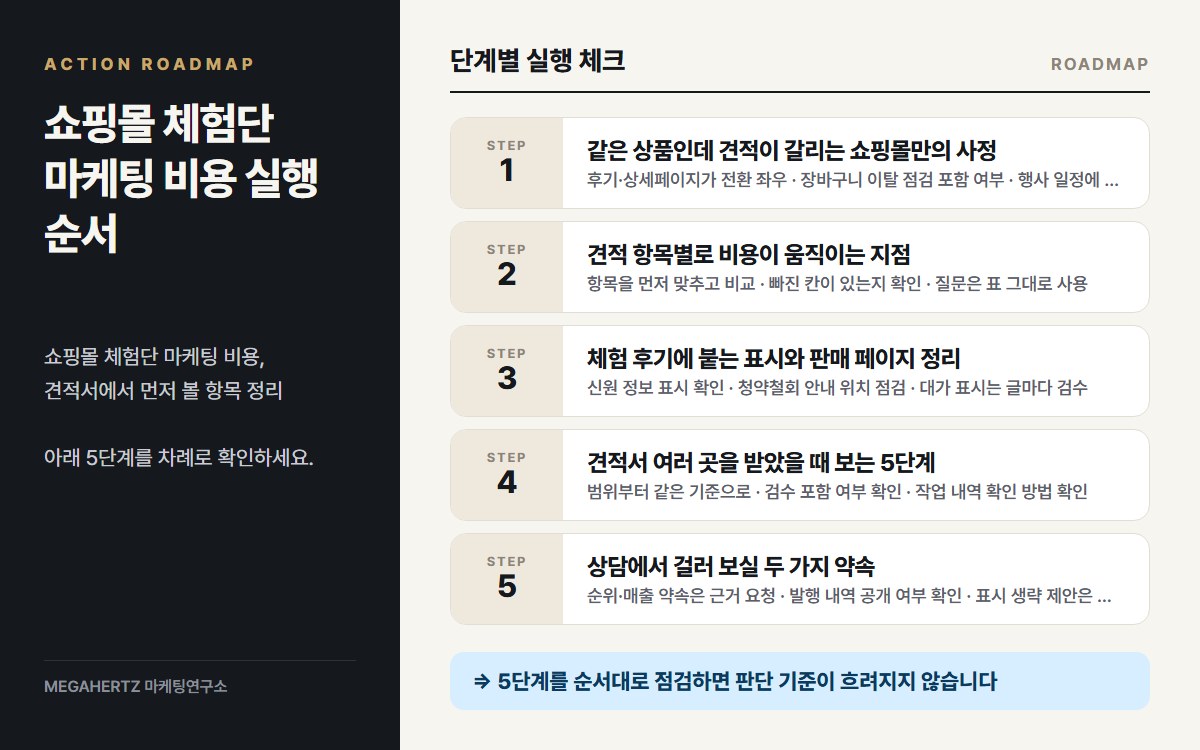 ACTION ROADMAP
쇼핑몰 체험단
마케팅 비용 실행
순서
쇼핑몰 체험단 마케팅 비용,
견적서에서 먼저 볼 항목 정리
아래 5단계를 차례로 확인하세요.
MEGAHERTZ 마케팅연구소
단계별 실행 체크
ROADMAP
STEP
1
같은 상품인데 견적이 갈리는 쇼핑몰만의 사정
후기·상세페이지가 전환 좌우 · 장바구니 이탈 점검 포함 여부 · 행사 일정에 ...
STEP
2
견적 항목별로 비용이 움직이는 지점
항목을 먼저 맞추고 비교 · 빠진 칸이 있는지 확인 · 질문은 표 그대로 사용
STEP
3
체험 후기에 붙는 표시와 판매 페이지 정리
신원 정보 표시 확인 · 청약철회 안내 위치 점검 · 대가 표시는 글마다 검수
STEP
4
견적서 여러 곳을 받았을 때 보는 5단계
범위부터 같은 기준으로 · 검수 포함 여부 확인 · 작업 내역 확인 방법 확인
STEP
5
상담에서 걸러 보실 두 가지 약속
순위·매출 약속은 근거 요청 · 발행 내역 공개 여부 확인 · 표시 생략 제안은 ...
⇒ 5단계를 순서대로 점검하면 판단 기준이 흐려지지 않습니다